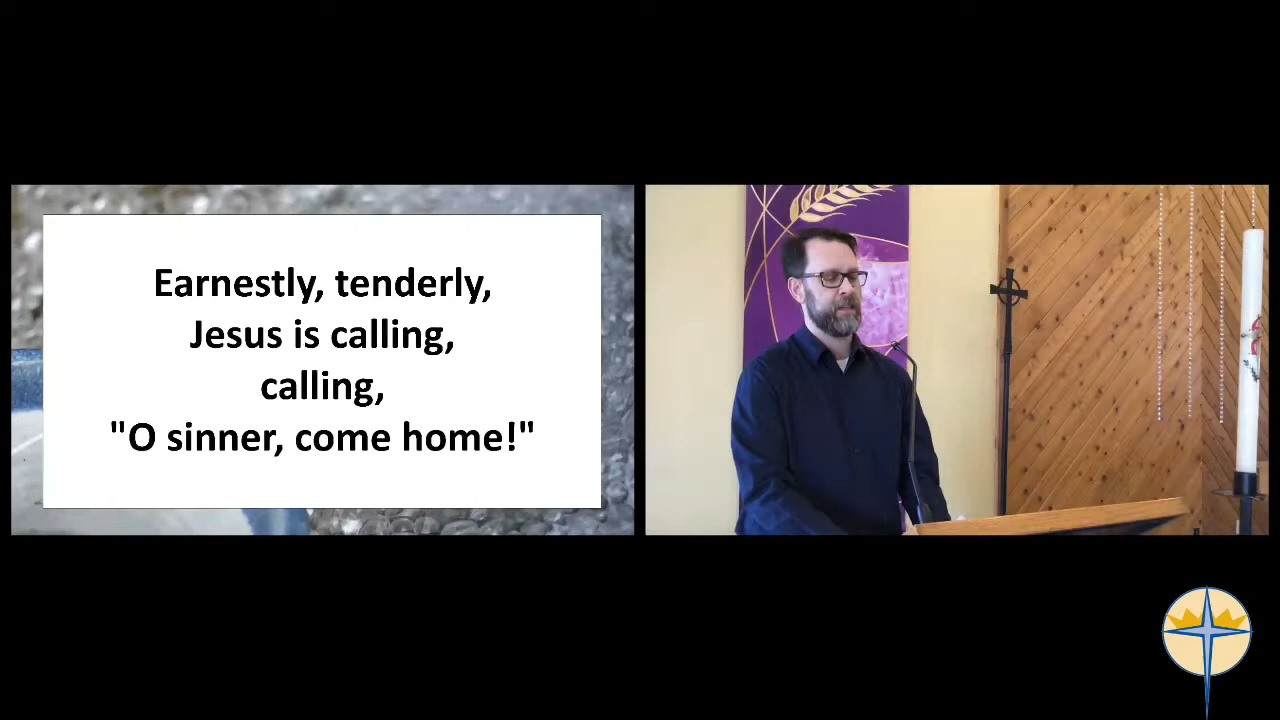 Earnestly, tenderly,
Jesus is calling,
calling,
"O sinner, come home!"